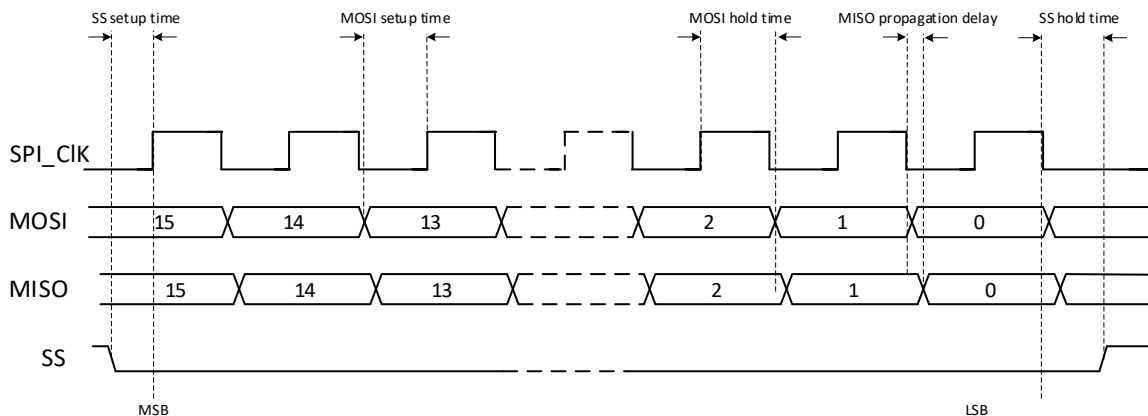 SS setup time MOSI setup time MOSI hold time MISO propagation delay SS hold time
SPI_ClK
MOSI 15 14 13 2 1 0
MISO 15 14 13 2 1 0
SS
MSB LSB